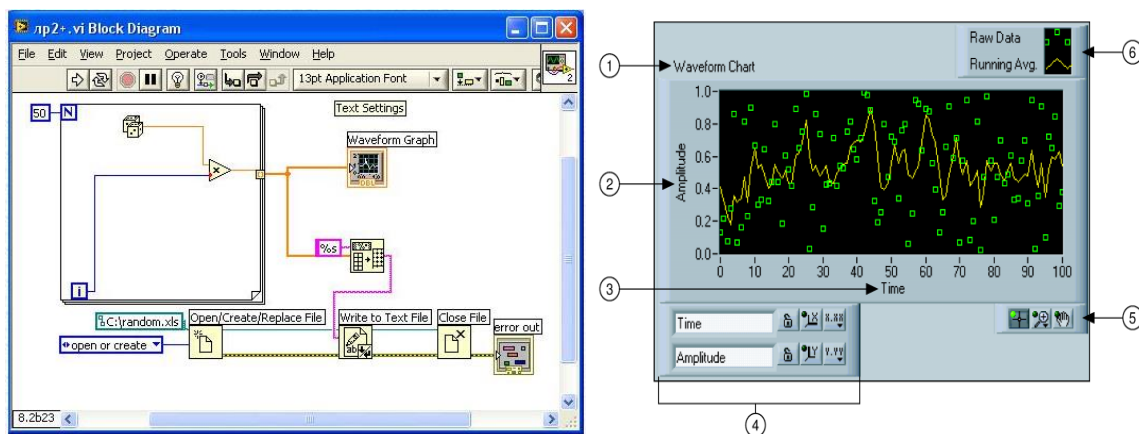 лр2+.vi Block Diagram
File Edit View Project Operate Tools Window Help
13pt Application Font
2
50 N
Text Settings
Waveform Graph
DBL
%s
i
C:\random.xls
Open/Create/Replace File
Write to Text File
Close File
error out
open or create
8.2b23
1
Waveform Chart
Raw Data
Running Avg.
6
2
Amplitude
1.0
0.8
0.6
0.4
0.2
0.0
0 10 20 30 40 50 60 70 80 90 100
3
Time
Time X X.XX
Amplitude Y Y.YY
5
4